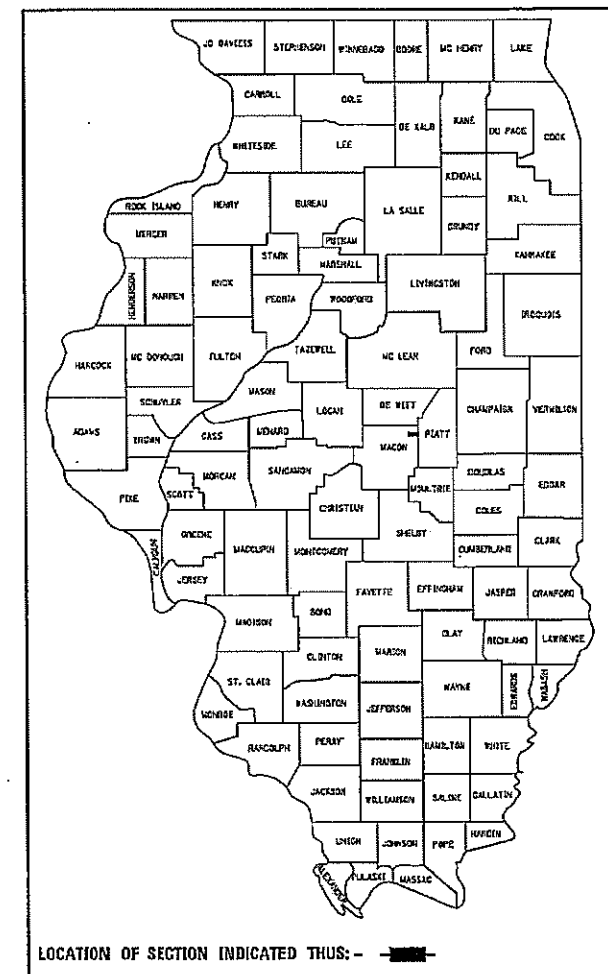 JO DAVIESS STEPHENSON WINNEBAGO BOONE MC HENRY LAKE
CARROLL OGLE
DE KALB KANE DU PAGE COOK
WHITESIDE LEE
KENDALL
ROCK ISLAND HENRY BUREAU LA SALLE WILL
MERCER GRUNDY
PUTNAM
STARK MARSHALL KANKAKEE
HENDERSON WARREN KNOX LIVINGSTON
PEORIA WOODFORD IROQUOIS
HANCOCK MC DONOUGH FULTON TAZEWELL MC LEAN FORD
MASON
SCHUYLER LOGAN DE WITT CHAMPAIGN VERMILION
ADAMS BROWN CASS MENARD MACON PIATT
MORGAN SANGAMON DOUGLAS EDGAR
PIKE SCOTT MOULTRIE
CHRISTIAN COLES
GREENE SHELBY
CALHOUN MACOUPIN MONTGOMERY CUMBERLAND CLARK
JERSEY FAYETTE EFFINGHAM JASPER CRAWFORD
MADISON BOND
CLAY RICHLAND LAWRENCE
CLINTON MARION
ST. CLAIR WAYNE EDWARDS WABASH
MONROE WASHINGTON JEFFERSON
RANDOLPH PERRY HAMILTON WHITE
FRANKLIN
JACKSON WILLIAMSON SALINE GALLATIN
UNION JOHNSON POPE HARDIN
ALEXANDER PULASKI MASSAC
LOCATION OF SECTION INDICATED THUS: -